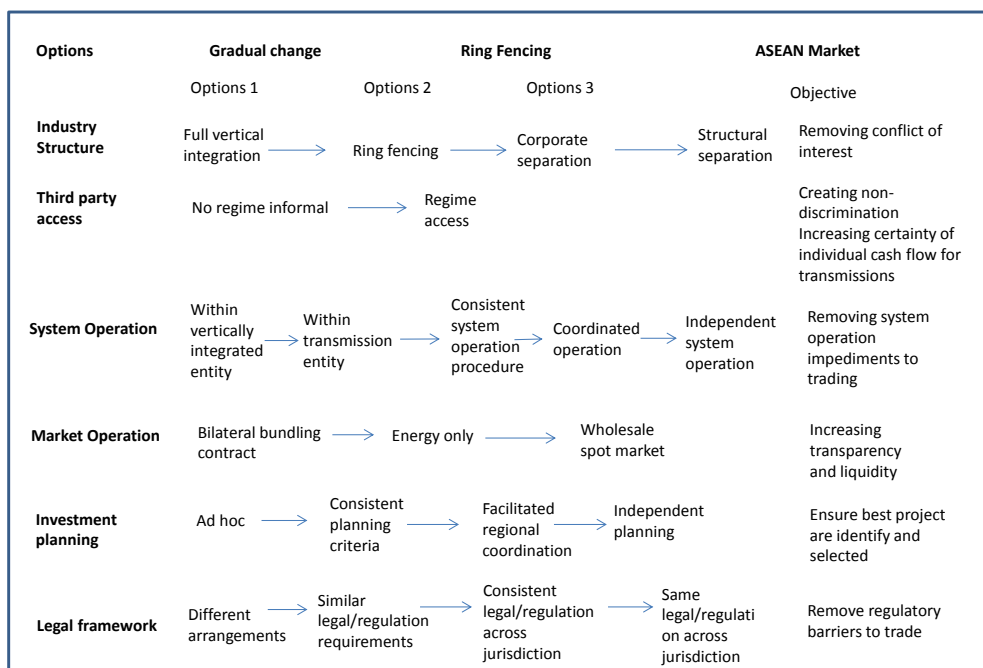 Options Gradual change Ring Fencing ASEAN Market
Options 1 Options 2 Options 3 Objective
Industry
Structure
Full vertical
integration
Ring fencing
Corporate
separation
Structural
separation
Removing conflict of
interest
Third party
access
No regime informal
Regime
access
Creating non-
discrimination
Increasing certainty of
individual cash flow for
transmissions
System Operation
Within
vertically
integrated
entity
Within
transmission
entity
Consistent
system
operation
procedure
Coordinated
operation
Independent
system
operation
Removing system
operation
impediments to
trading
Market Operation
Bilateral bundling
contract
Energy only
Wholesale
spot market
Increasing
transparency
and liquidity
Investment
planning
Ad hoc
Consistent
planning
criteria
Facilitated
regional
coordination
Independent
planning
Ensure best project
are identify and
selected
Legal framework
Different
arrangements
Similar
legal/regulation
requirements
Consistent
legal/regulation
across
jurisdiction
Same
legal/regulati
on across
jurisdiction
Remove regulatory
barriers to trade